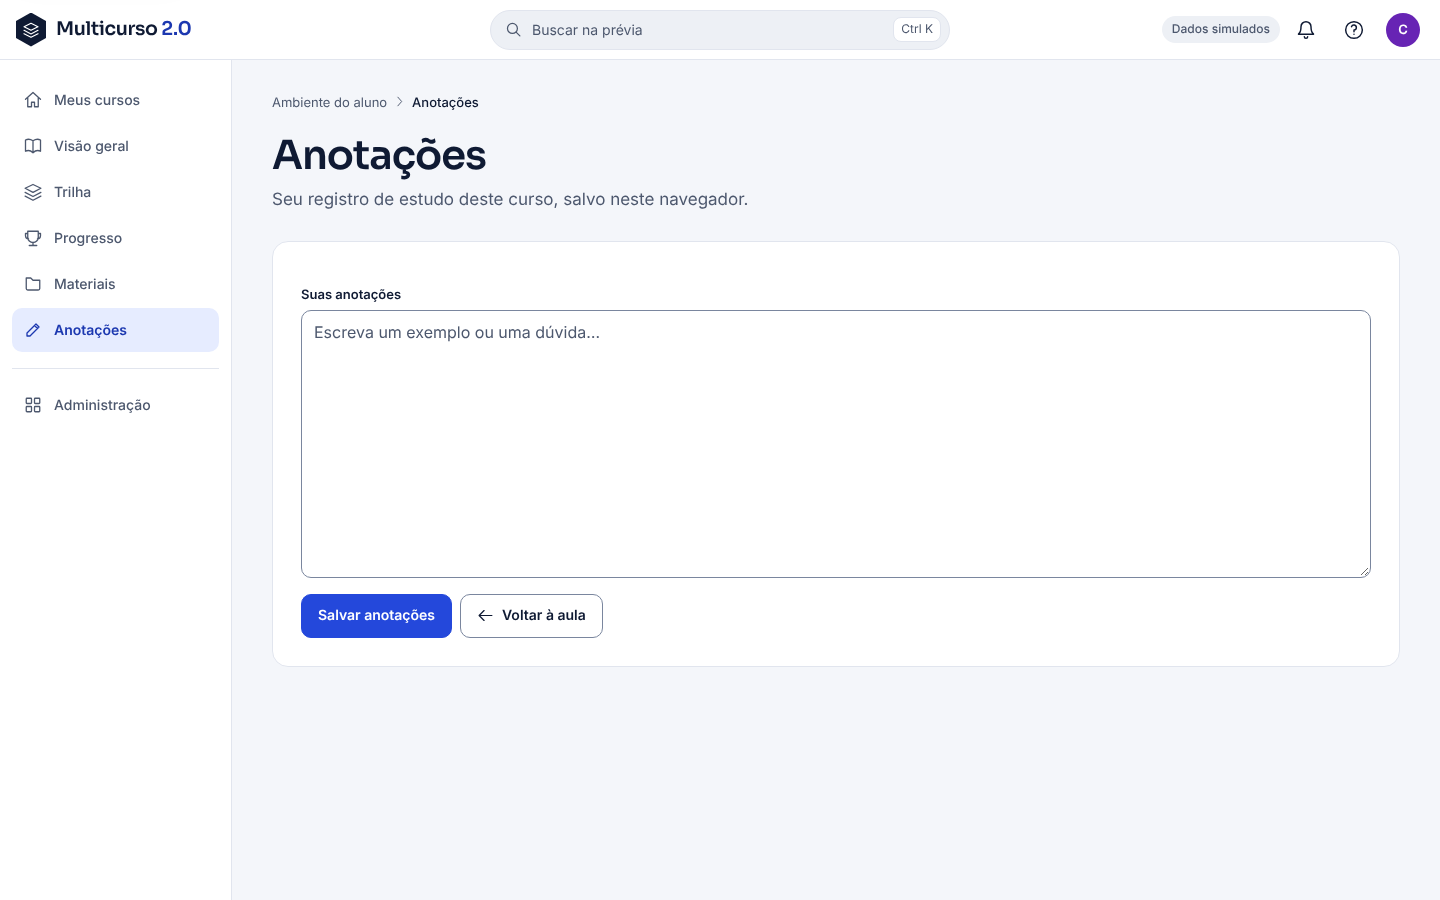 Multicurso 2.0
Buscar na prévia
Ctrl K
Dados simulados
C
Meus cursos
Visão geral
Trilha
Progresso
Materiais
Anotações
Administração
Ambiente do aluno > Anotações
Anotações
Seu registro de estudo deste curso, salvo neste navegador.
Suas anotações
Escreva um exemplo ou uma dúvida...
Salvar anotações
← Voltar à aula